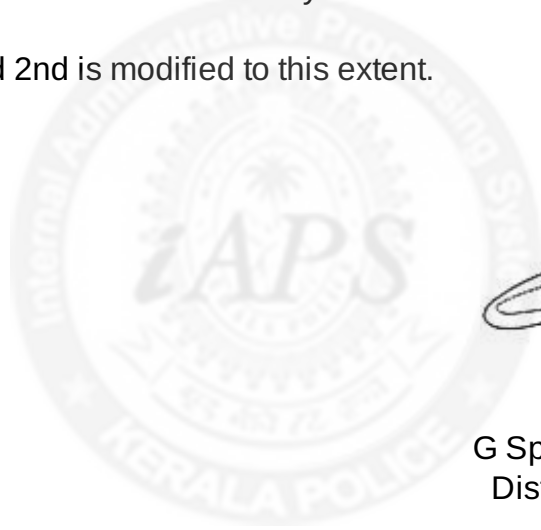 d 2nd is modified to this extent.
Internal Administrative Processing System
iAPS
KERALA POLICE
G Sp
Dist